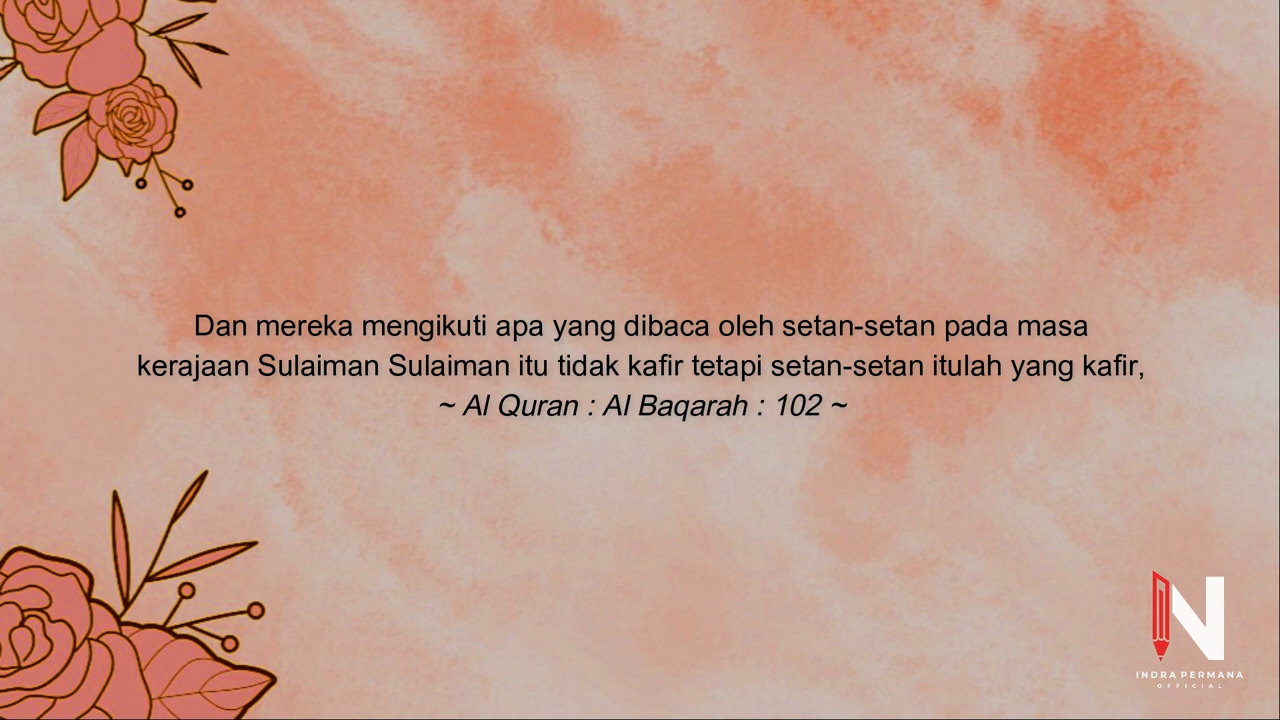 Dan mereka mengikuti apa yang dibaca oleh setan-setan pada masa
kerajaan Sulaiman Sulaiman itu tidak kafir tetapi setan-setan itulah yang kafir,
~ Al Quran : Al Baqarah : 102 ~
N
INDRA PERMANA
OFFICIAL